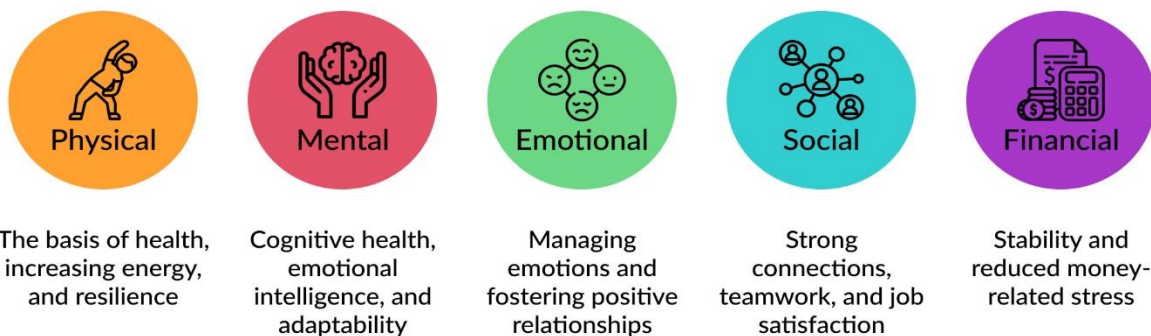 Physical
The basis of health,
increasing energy,
and resilience
Mental
Cognitive health,
emotional
intelligence, and
adaptability
Emotional
Managing
emotions and
fostering positive
relationships
Social
Strong
connections,
teamwork, and job
satisfaction
Financial
Stability and
reduced money-
related stress